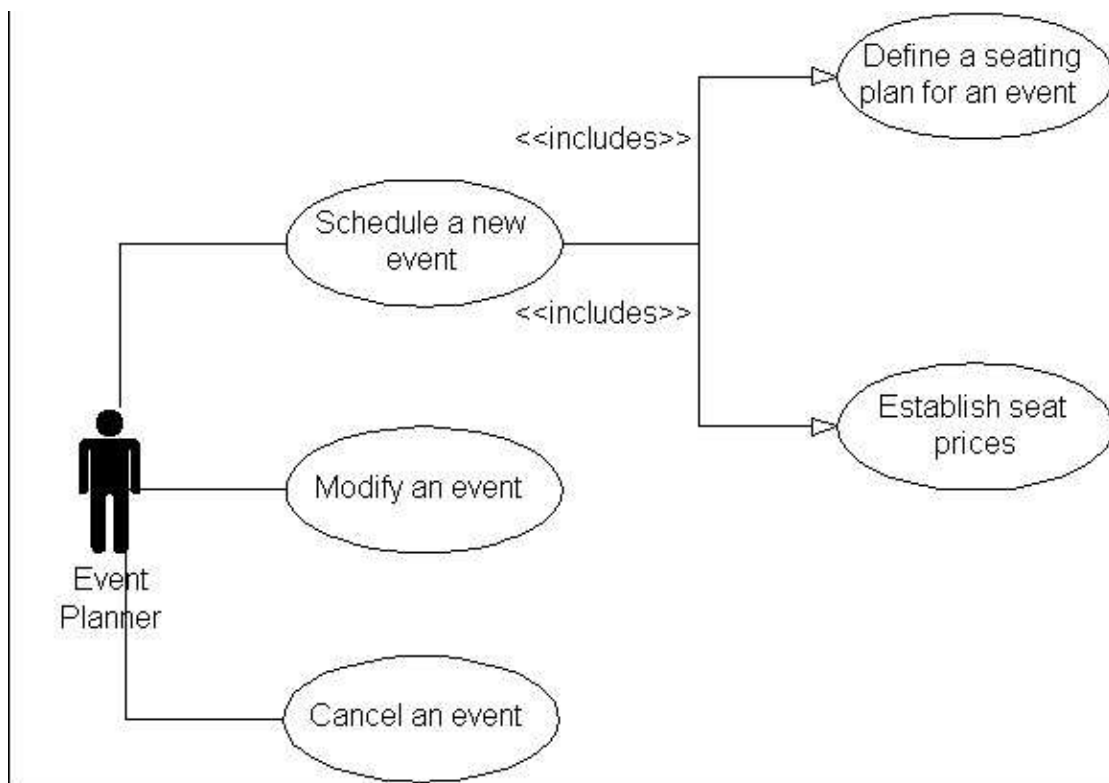 Define a seating
plan for an event
<<includes>>
Schedule a new
event
<<includes>>
Establish seat
prices
Modify an event
Event
Planner
Cancel an event